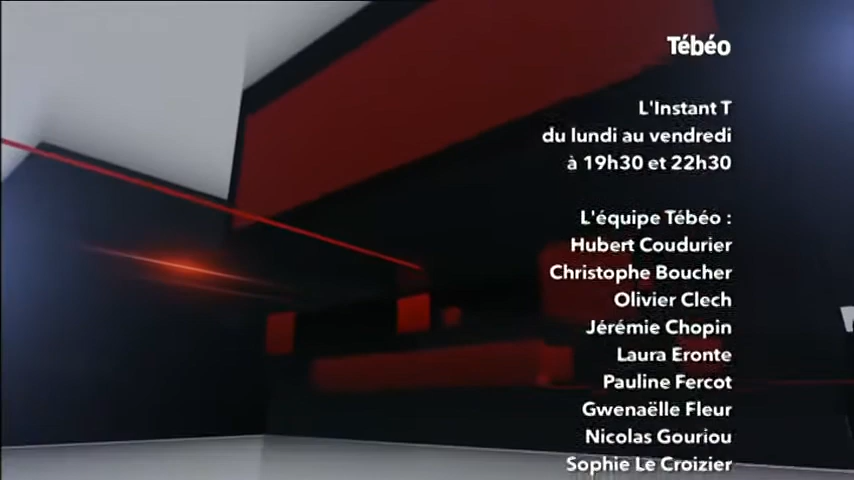 Tébéo
L'Instant T
du lundi au vendredi
à 19h30 et 22h30
L'équipe Tébéo :
Hubert Coudurier
Christophe Boucher
Olivier Clech
Jérémie Chopin
Laura Eronte
Pauline Fercot
Gwenaëlle Fleur
Nicolas Gouriou
Sophie Le Croizier